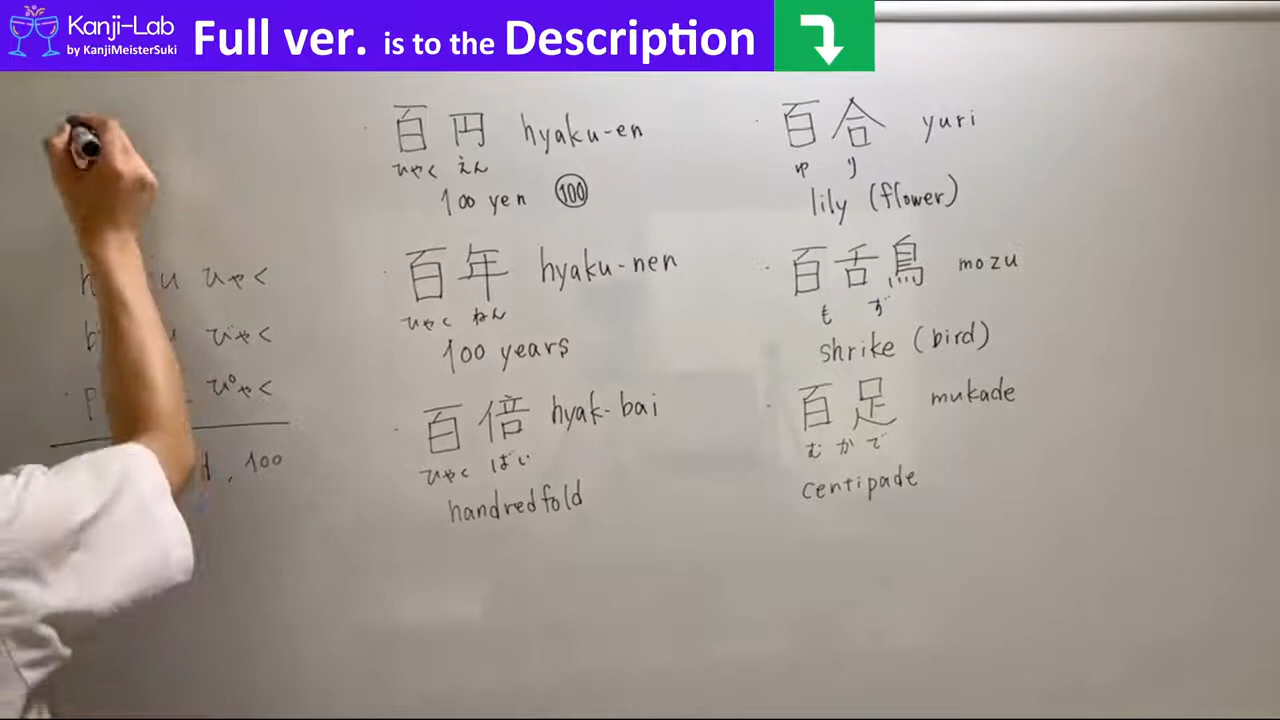 Kanji-Lab
by KanjiMeisterSuki
Full ver. is to the Description
ひゃく
びゃく
ぴゃく
, 100
百円 hyaku-en
ひゃく えん
100 yen 100
百年 hyaku-nen
ひゃく ねん
100 years
百倍 hyak-bai
ひゃく ばい
handredfold
百合 yuri
ゆ り
lily (flower)
百舌鳥 mozu
も ず
shrike (bird)
百足 mukade
む か で
centipade